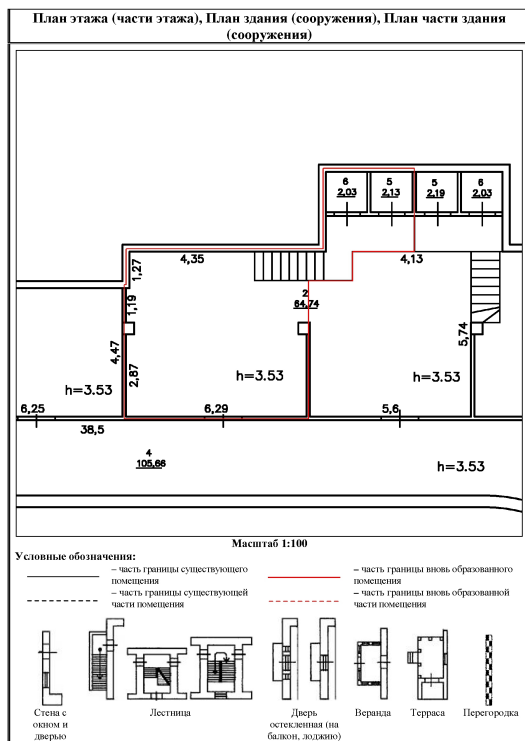 План этажа (части этажа), План здания (сооружения), План части здания
(сооружения)
6
2,03
5
2,13
5
2,19
6
2,03
4,35
4,13
1,27
2
64,74
1,19
5,74
4,47
2,87
h=3.53
h=3.53
h=3.53
6,25
6,29
5,6
38,5
4
105,66
h=3.53
Масштаб 1:100
Условные обозначения:
– часть границы существующего
помещения
– часть границы вновь образованного
помещения
– часть границы существующей
части помещения
– часть границы вновь образованной
части помещения
Стена с
окном и
дверью
Лестница
Дверь
остекленная (на
балкон, лоджию)
Веранда
Терраса
Перегородка